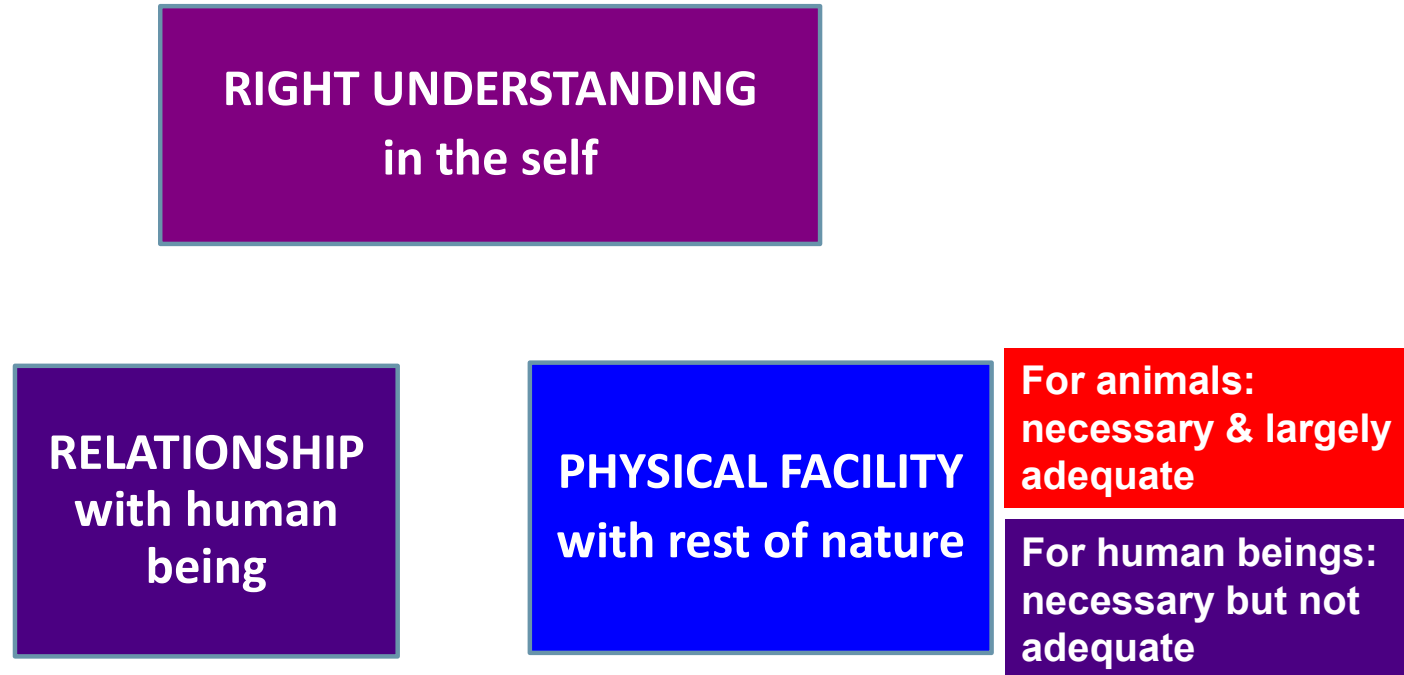 RIGHT UNDERSTANDING
in the self
RELATIONSHIP
with human
being
PHYSICAL FACILITY
with rest of nature
For animals:
necessary & largely
adequate
For human beings:
necessary but not
adequate